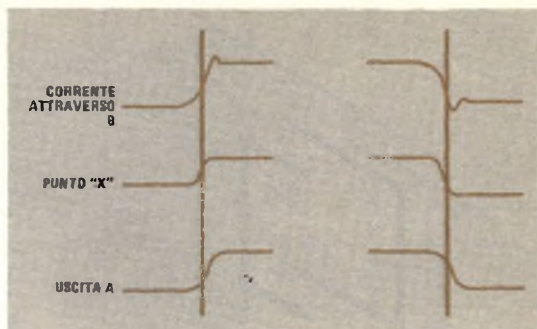 CORRENTE
ATTRAVERSO
B
PUNTO "X"
USCITA A